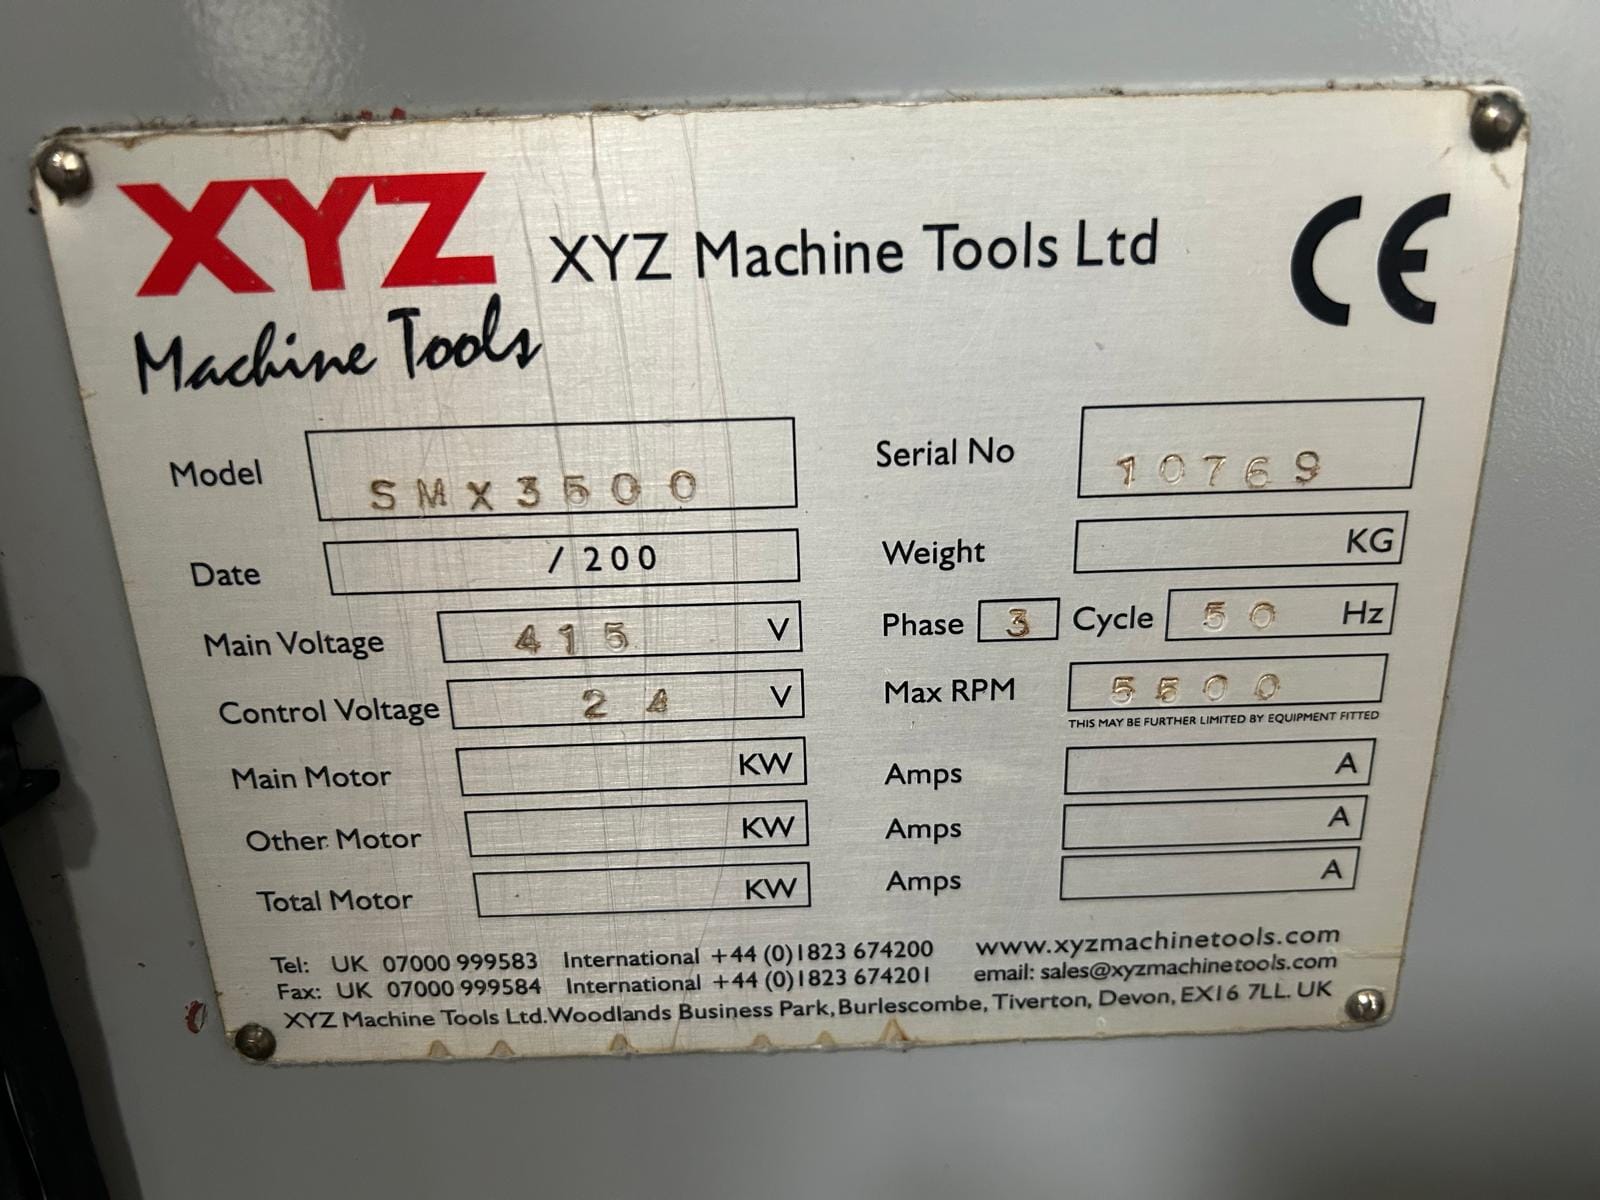 XYZ
Machine Tools
XYZ Machine Tools Ltd
CE
Model SMX3500 Serial No 10769
Date /200 Weight KG
Main Voltage 415 V Phase 3 Cycle 50 Hz
Control Voltage 24 V Max RPM 5500
THIS MAY BE FURTHER LIMITED BY EQUIPMENT FITTED
Main Motor KW Amps A
Other Motor KW Amps A
Total Motor KW Amps A
Tel: UK 07000 999583 International +44 (0)1823 674200 www.xyzmachinetools.com
Fax: UK 07000 999584 International +44 (0)1823 674201 email: sales@xyzmachinetools.com
XYZ Machine Tools Ltd. Woodlands Business Park, Burlescombe, Tiverton, Devon, EX16 7LL. UK